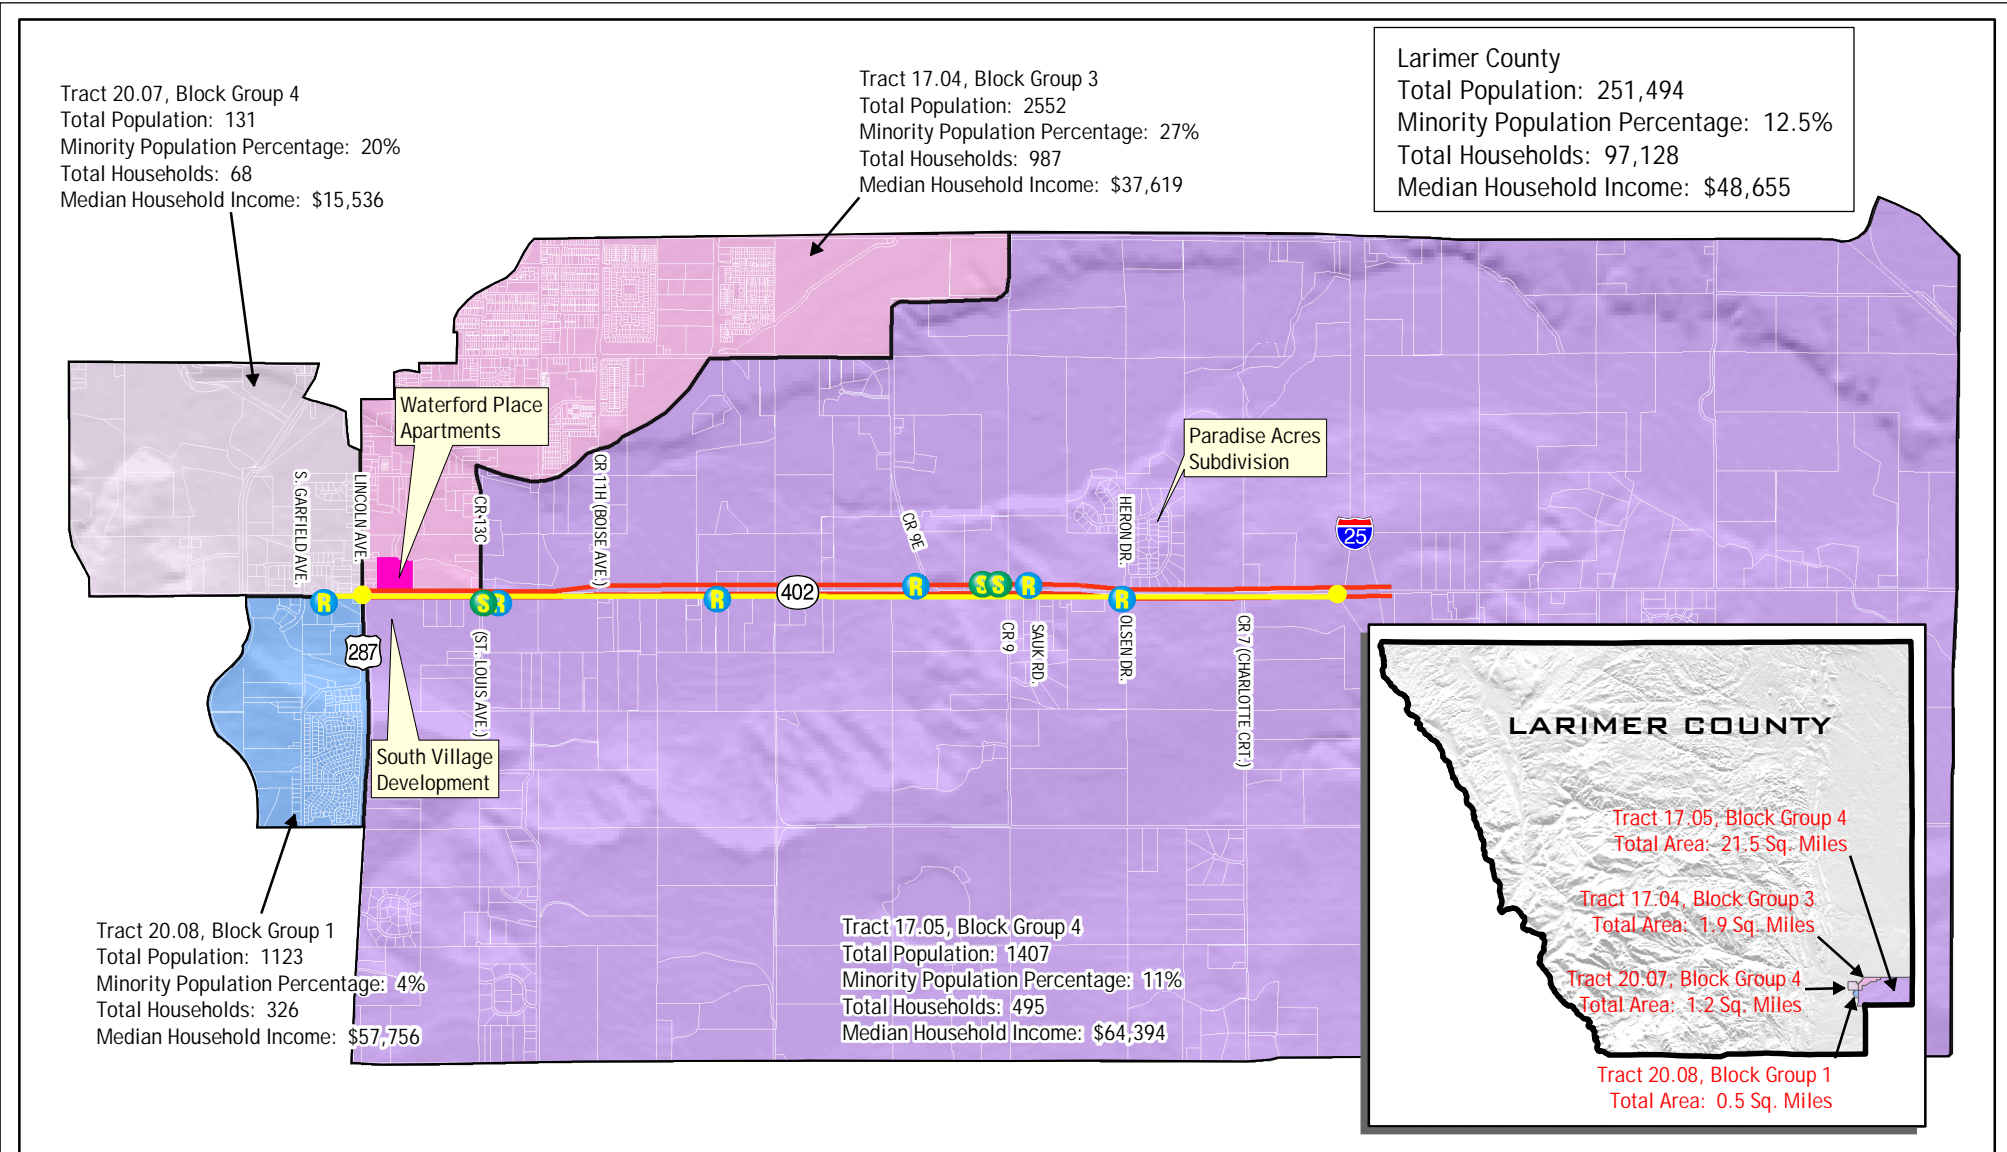 Tract 20.07, Block Group 4
Total Population: 131
Minority Population Percentage: 20%
Total Households: 68
Median Household Income: $15,536
Tract 17.04, Block Group 3
Total Population: 2552
Minority Population Percentage: 27%
Total Households: 987
Median Household Income: $37,619
Larimer County
Total Population: 251,494
Minority Population Percentage: 12.5%
Total Households: 97,128
Median Household Income: $48,655
Waterford Place
Apartments
Paradise Acres
Subdivision
S. GARFIELD AVE.
LINCOLN AVE.
CR 13C
CR 11H (BOISE AVE.)
CR 9E
HERON DR.
25
R
S
R
R
402
R
S
S
R
R
287
(ST. LOUIS AVE.)
CR 9
SAUK RD.
OLSEN DR.
CR 7 (CHARLOTTE CRT.)
South Village
Development
Tract 20.08, Block Group 1
Total Population: 1123
Minority Population Percentage: 4%
Total Households: 326
Median Household Income: $57,756
Tract 17.05, Block Group 4
Total Population: 1407
Minority Population Percentage: 11%
Total Households: 495
Median Household Income: $64,394
LARIMER COUNTY
Tract 17.05, Block Group 4
Total Area: 21.5 Sq. Miles
Tract 17.04, Block Group 3
Total Area: 1.9 Sq. Miles
Tract 20.07, Block Group 4
Total Area: 1.2 Sq. Miles
Tract 20.08, Block Group 1
Total Area: 0.5 Sq. Miles